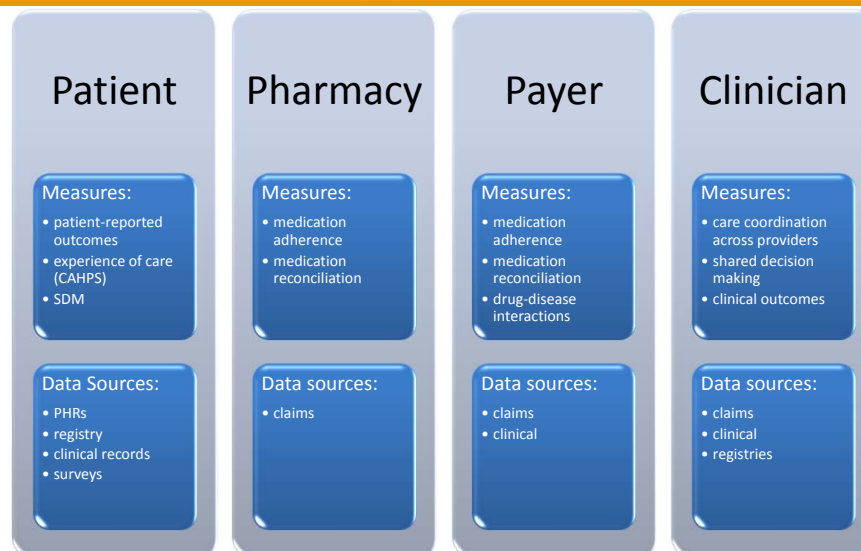 Patient
Measures:
• patient-reported
outcomes
• experience of care
(CAHPS)
• SDM
Data Sources:
• PHRs
• registry
• clinical records
• surveys
Pharmacy
Measures:
• medication
adherence
• medication
reconciliation
Data sources:
• claims
Payer
Measures:
• medication
adherence
• medication
reconciliation
• drug-disease
interactions
Data sources:
• claims
• clinical
Clinician
Measures:
• care coordination
across providers
• shared decision
making
• clinical outcomes
Data sources:
• claims
• clinical
• registries